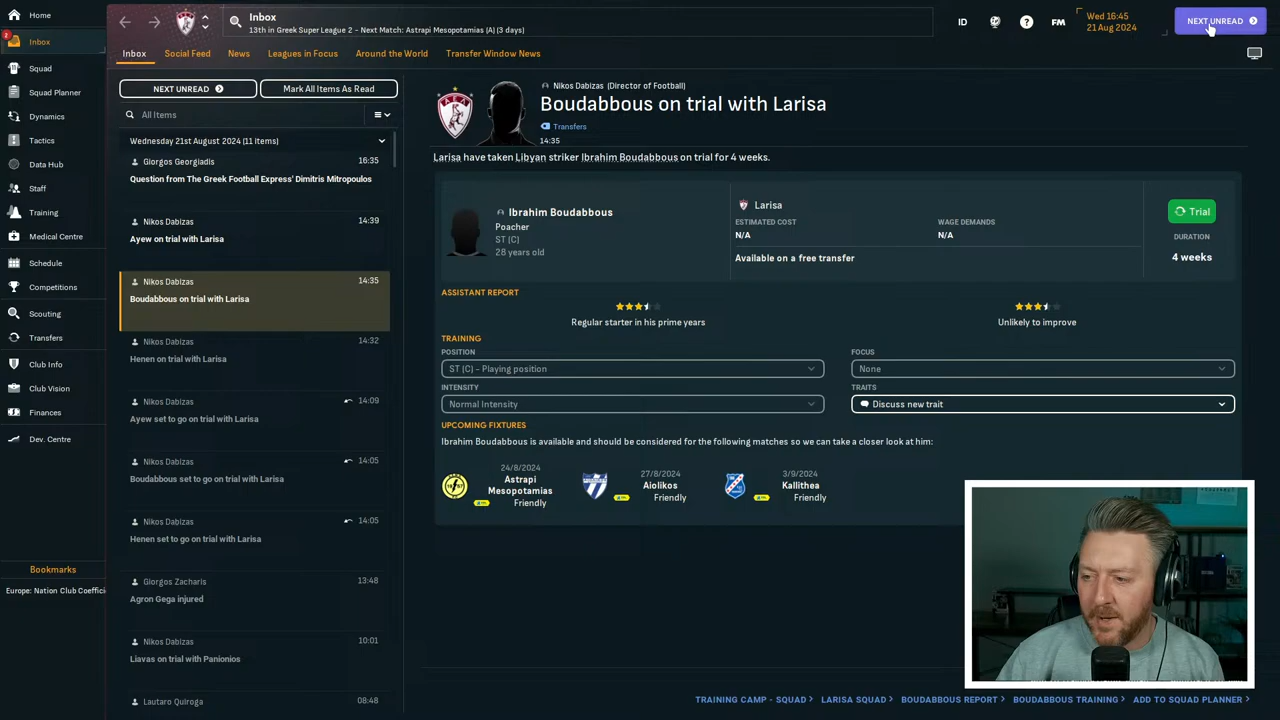 Home
2
Inbox
Squad
Squad Planner
Dynamics
Tactics
Data Hub
Staff
Training
Medical Centre
Schedule
Competitions
Scouting
Transfers
Club Info
Club Vision
Finances
Dev. Centre
Bookmarks
Europe: Nation Club Coeffici
Inbox
13th in Greek Super League 2 - Next Match: Astrapi Mesopotamias (A) (3 days)
ID
?
FM
Wed 16:45
21 Aug 2024
NEXT UNREAD
Inbox
Social Feed
News
Leagues in Focus
Around the World
Transfer Window News
NEXT UNREAD
Mark All Items As Read
All Items
Wednesday 21st August 2024 (11 items)
Giorgos Georgiadis 16:35
Question from The Greek Football Express' Dimitris Mitropoulos
Nikos Dabizas 14:39
Ayew on trial with Larisa
Nikos Dabizas 14:35
Boudabbous on trial with Larisa
Nikos Dabizas 14:32
Henen on trial with Larisa
Nikos Dabizas 14:09
Ayew set to go on trial with Larisa
Nikos Dabizas 14:05
Boudabbous set to go on trial with Larisa
Nikos Dabizas 14:05
Henen set to go on trial with Larisa
Giorgos Zacharis 13:48
Agron Gega injured
Nikos Dabizas 10:01
Liavas on trial with Panionios
Lautaro Quiroga 08:48
Nikos Dabizas (Director of Football)
Boudabbous on trial with Larisa
Transfers
14:35
Larisa have taken Libyan striker Ibrahim Boudabbous on trial for 4 weeks.
Ibrahim Boudabbous
Poacher
ST (C)
28 years old
Larisa
ESTIMATED COST WAGE DEMANDS
N/A N/A
Available on a free transfer
Trial
DURATION
4 weeks
ASSISTANT REPORT
Regular starter in his prime years Unlikely to improve
TRAINING
POSITION FOCUS
ST (C) - Playing position None
INTENSITY TRAITS
Normal Intensity Discuss new trait
UPCOMING FIXTURES
Ibrahim Boudabbous is available and should be considered for the following matches so we can take a closer look at him:
24/8/2024
Astrapi
Mesopotamias
Friendly
27/8/2024
Aiolikos
Friendly
3/9/2024
Kallithea
Friendly
TRAINING CAMP - SQUAD
LARISA SQUAD
BOUDABBOUS REPORT
BOUDABBOUS TRAINING
ADD TO SQUAD PLANNER